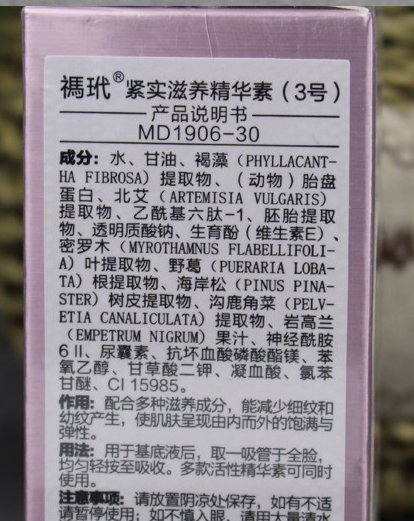 禡玳®紧实滋养精华素（3号）
产品说明书
MD1906-30
成分：水、甘油、褐藻（PHYLLACANT-
HA FIBROSA）提取物、（动物）胎盘
蛋白、北艾（ARTEMISIA VULGARIS）
提取物、乙酰基六肽-1、胚胎提取
物、透明质酸钠、生育酚（维生素E）、
密罗木（MYROTHAMNUS FLABELLIFOLI-
A）叶提取物、野葛（PUERARIA LOBA-
TA）根提取物、海岸松（PINUS PINA-
STER）树皮提取物、沟鹿角菜（PELV-
ETIA CANALICULATA）提取物、岩高兰
（EMPETRUM NIGRUM）果汁、神经酰胺
6 II、尿囊素、抗坏血酸磷酸酯镁、苯
氧乙醇、甘草酸二钾、凝血酸、氯苯
甘醚、CI 15985。
作用：配合多种滋养成分，能减少细纹和
幼纹产生，使肌肤呈现由内而外的饱满与
弹性。
用法：用于基底液后，取一吸管于全脸，
均匀轻按至吸收。多款活性精华素可同时
使用。
注意事项：请放置阴凉处保存，如有不适
请暂停使用；如不慎入眼，请用大量清水